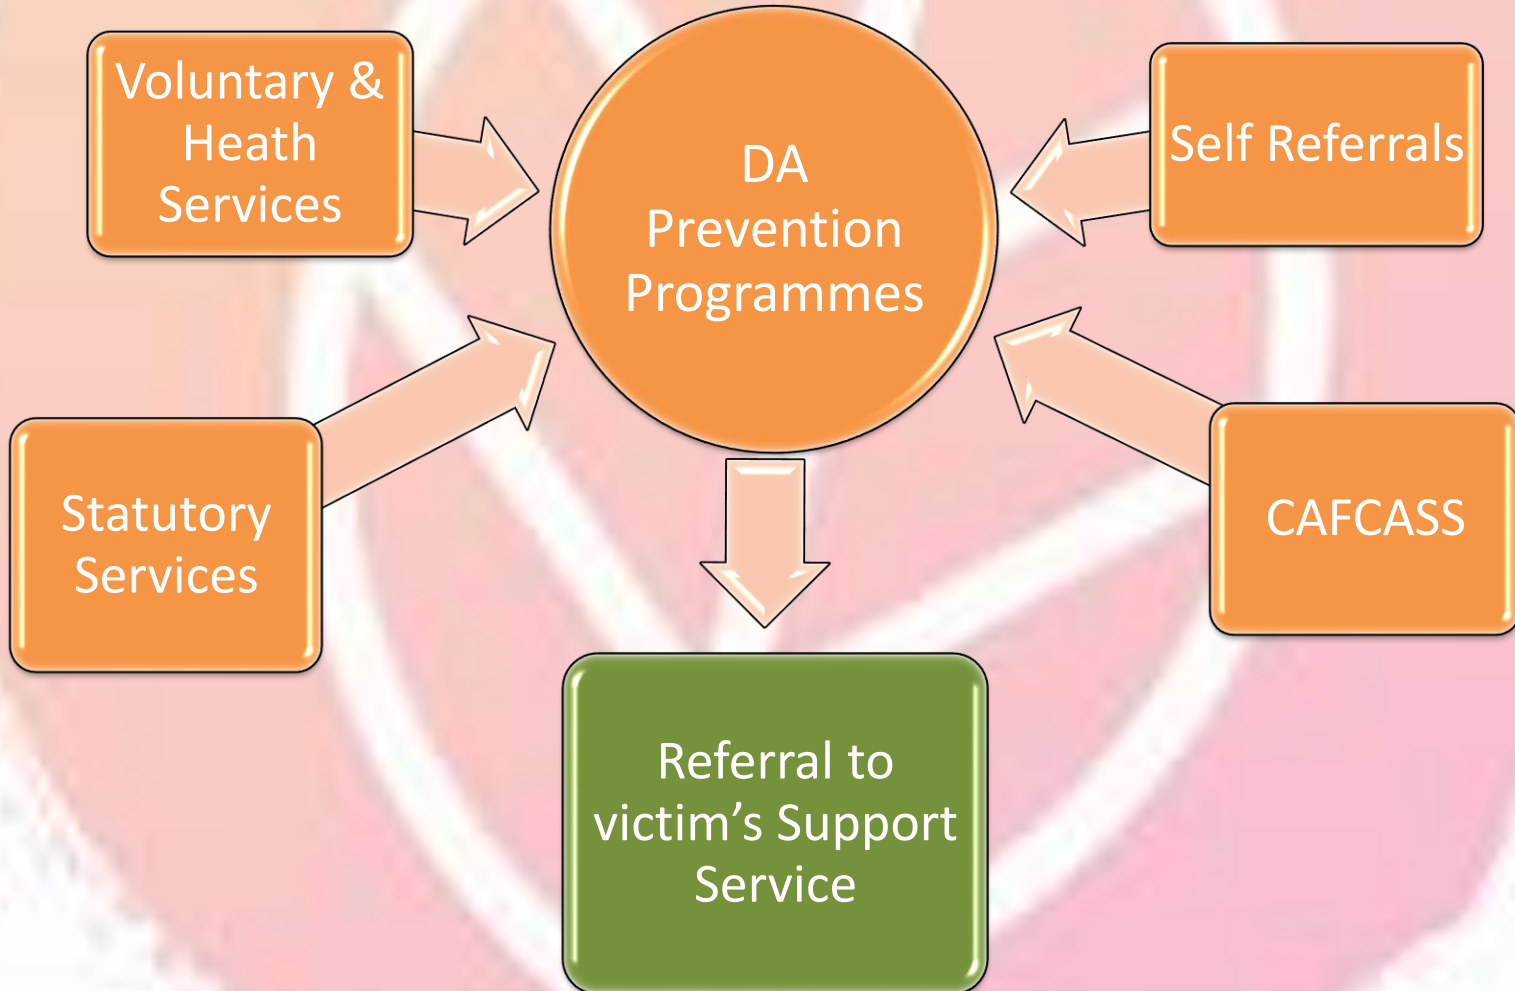 Voluntary &
Heath
Services
DA
Prevention
Programmes
Self Referrals
Statutory
Services
CAFCASS
Referral to
victim’s Support
Service